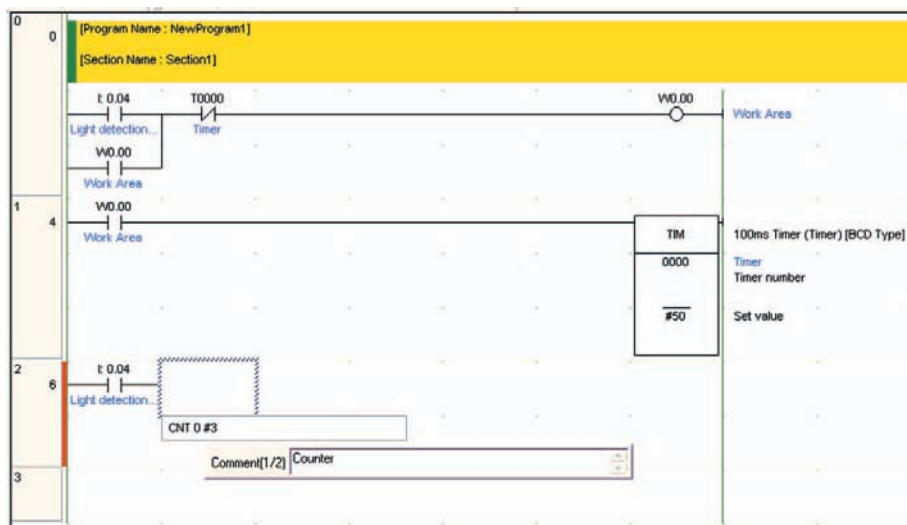 0
0
[Program Name : NewProgram1]
[Section Name : Section1]
I: 0.04
T0000
W0.00
Light detection...
Timer
Work Area
W0.00
Work Area
1
4
W0.00
Work Area
TIM
100ms Timer (Timer) [BCD Type]
0000
Timer
Timer number
#50
Set value
2
6
I: 0.04
Light detection...
CNT 0 #3
Comment(1/2)
Counter
3